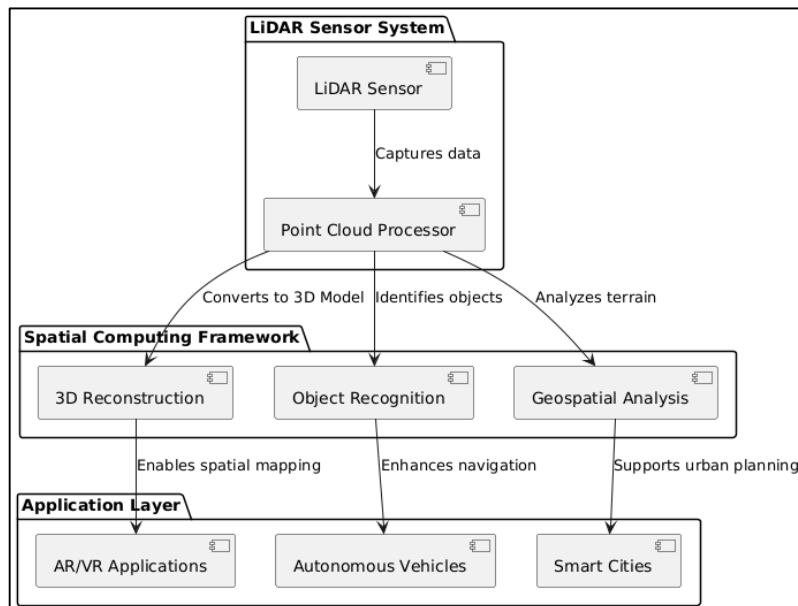 LiDAR Sensor System
LiDAR Sensor
Captures data
Point Cloud Processor
Converts to 3D Model
Identifies objects
Analyzes terrain
Spatial Computing Framework
3D Reconstruction
Object Recognition
Geospatial Analysis
Enables spatial mapping
Enhances navigation
Supports urban planning
Application Layer
AR/VR Applications
Autonomous Vehicles
Smart Cities